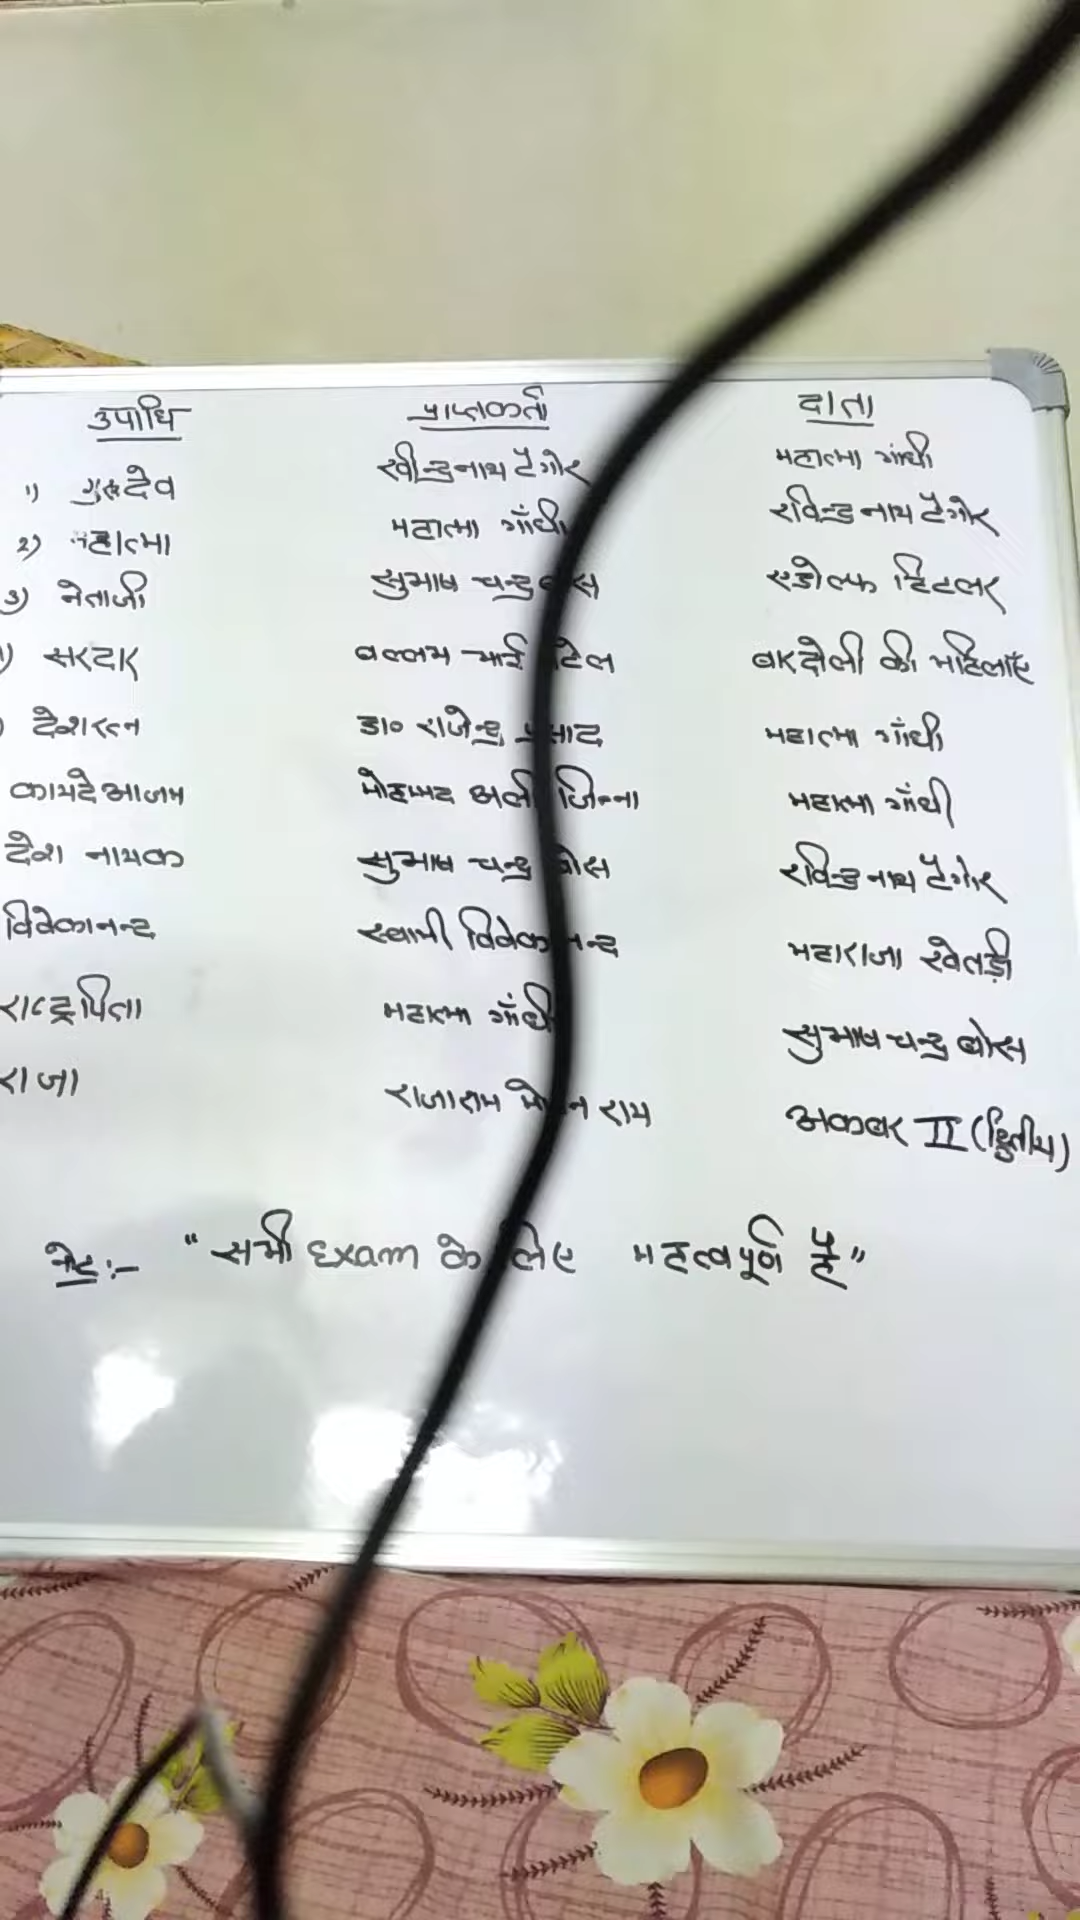 उपाधि प्राप्तकर्ता दाता
1) गुरुदेव रवीन्द्रनाथ टैगोर महात्मा गांधी
2) महात्मा महात्मा गाँधी रविन्द्र नाथ टैगोर
3) नेताजी सुभाष चन्द्र बोस एडोल्फ हिटलर
) सरदार वल्लभ भाई पटेल बारदोली की महिलाएँ
) देशरत्न डा० राजेन्द्र प्रसाद महात्मा गाँधी
कायदे आजम मोहम्मद अली जिन्ना महात्मा गाँधी
देश नायक सुभाष चन्द्र बोस रविन्द्र नाथ टैगोर
विवेकानन्द स्वामी विवेकानन्द महाराजा खेतड़ी
राष्ट्रपिता महात्मा गाँधी सुभाष चन्द्र बोस
राजा राजाराम मोहन राय अकबर II (द्वितीय)
नोट :- "सभी Exam के लिए महत्वपूर्ण है"